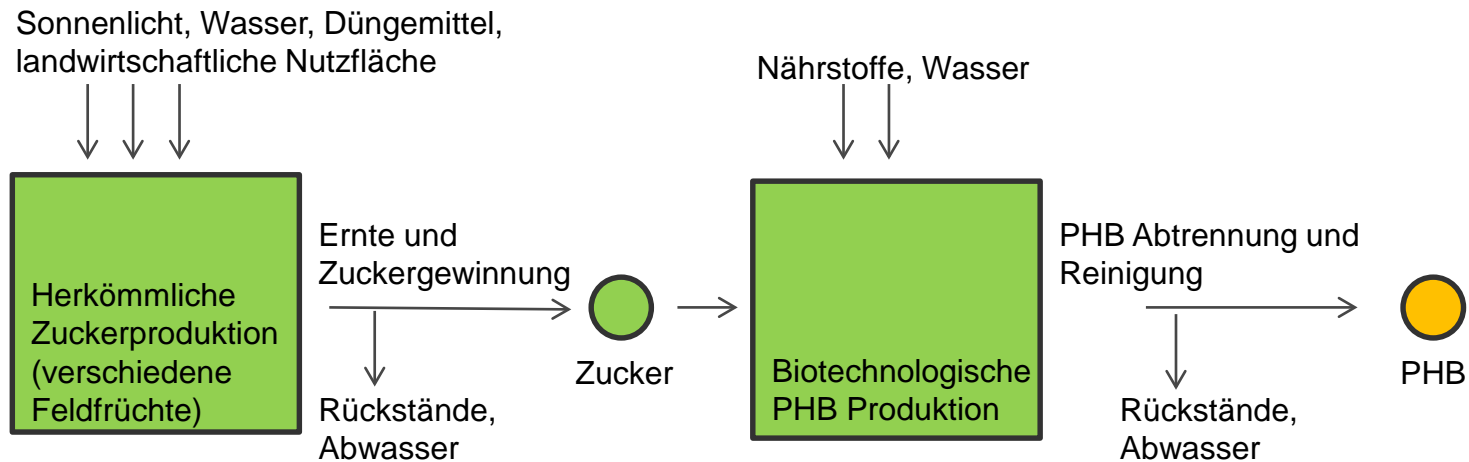 Sonnenlicht, Wasser, Düngemittel,
landwirtschaftliche Nutzfläche
Herkömmliche
Zuckerproduktion
(verschiedene
Feldfrüchte)
Ernte und
Zuckergewinnung
Rückstände,
Abwasser
Zucker
Nährstoffe, Wasser
Biotechnologische
PHB Produktion
PHB Abtrennung und
Reinigung
Rückstände,
Abwasser
PHB